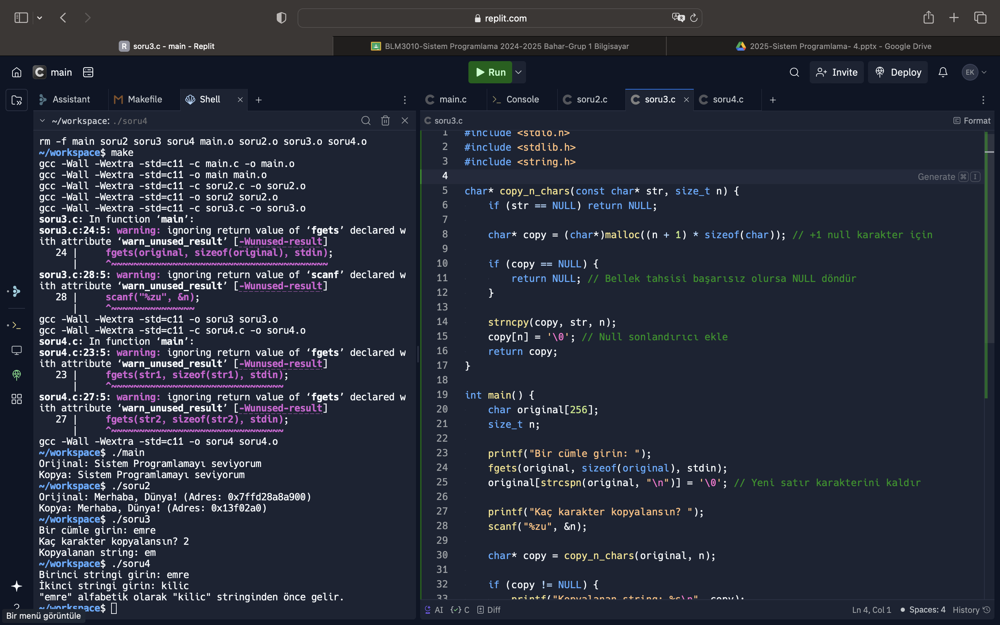 replit.com
R soru3.c - main - Replit
BLM3010-Sistem Programlama 2024-2025 Bahar-Grup 1 Bilgisayar
2025-Sistem Programlama- 4.pptx - Google Drive
main
Run
Invite
Deploy
EK
Assistant
Makefile
Shell
main.c
Console
soru2.c
soru3.c
soru4.c
~/workspace: ./soru4
rm -f main soru2 soru3 soru4 main.o soru2.o soru3.o soru4.o
~/workspace$ make
gcc -Wall -Wextra -std=c11 -c main.c -o main.o
gcc -Wall -Wextra -std=c11 -o main main.o
gcc -Wall -Wextra -std=c11 -c soru2.c -o soru2.o
gcc -Wall -Wextra -std=c11 -o soru2 soru2.o
gcc -Wall -Wextra -std=c11 -c soru3.c -o soru3.o
soru3.c: In function ‘main’:
soru3.c:24:5: warning: ignoring return value of ‘fgets’ declared w
ith attribute ‘warn_unused_result’ [-Wunused-result]
24 | fgets(original, sizeof(original), stdin);
| ^~~~~~~~~~~~~~~~~~~~~~~~~~~~~~~~~~~~~~~~
soru3.c:28:5: warning: ignoring return value of ‘scanf’ declared w
ith attribute ‘warn_unused_result’ [-Wunused-result]
28 | scanf("%zu", &n);
| ^~~~~~~~~~~~~~~~
gcc -Wall -Wextra -std=c11 -o soru3 soru3.o
gcc -Wall -Wextra -std=c11 -c soru4.c -o soru4.o
soru4.c: In function ‘main’:
soru4.c:23:5: warning: ignoring return value of ‘fgets’ declared w
ith attribute ‘warn_unused_result’ [-Wunused-result]
23 | fgets(str1, sizeof(str1), stdin);
| ^~~~~~~~~~~~~~~~~~~~~~~~~~~~~~~~
soru4.c:27:5: warning: ignoring return value of ‘fgets’ declared w
ith attribute ‘warn_unused_result’ [-Wunused-result]
27 | fgets(str2, sizeof(str2), stdin);
| ^~~~~~~~~~~~~~~~~~~~~~~~~~~~~~~~
gcc -Wall -Wextra -std=c11 -o soru4 soru4.o
~/workspace$ ./main
Orijinal: Sistem Programlamayı seviyorum
Kopya: Sistem Programlamayı seviyorum
~/workspace$ ./soru2
Orijinal: Merhaba, Dünya! (Adres: 0x7ffd28a8a900)
Kopya: Merhaba, Dünya! (Adres: 0x13f02a0)
~/workspace$ ./soru3
Bir cümle girin: emre
Kaç karakter kopyalansın? 2
Kopyalanan string: em
~/workspace$ ./soru4
Birinci stringi girin: emre
İkinci stringi girin: kilic
"emre" alfabetik olarak "kilic" stringinden önce gelir.
~/workspace$
Bir menü görüntüle
soru3.c
Format
1 #include <stdio.h>
2 #include <stdlib.h>
3 #include <string.h>
4
Generate ⌘ I
5 char* copy_n_chars(const char* str, size_t n) {
6 if (str == NULL) return NULL;
7
8 char* copy = (char*)malloc((n + 1) * sizeof(char)); // +1 null karakter için
9
10 if (copy == NULL) {
11 return NULL; // Bellek tahsisi başarısız olursa NULL döndür
12 }
13
14 strncpy(copy, str, n);
15 copy[n] = '\0'; // Null sonlandırıcı ekle
16 return copy;
17 }
18
19 int main() {
20 char original[256];
21 size_t n;
22
23 printf("Bir cümle girin: ");
24 fgets(original, sizeof(original), stdin);
25 original[strcspn(original, "\n")] = '\0'; // Yeni satır karakterini kaldır
26
27 printf("Kaç karakter kopyalansın? ");
28 scanf("%zu", &n);
29
30 char* copy = copy_n_chars(original, n);
31
32 if (copy != NULL) {
33 printf("Kopyalanan string: %s\n", copy);
AI
C
Diff
Ln 4, Col 1
Spaces: 4
History